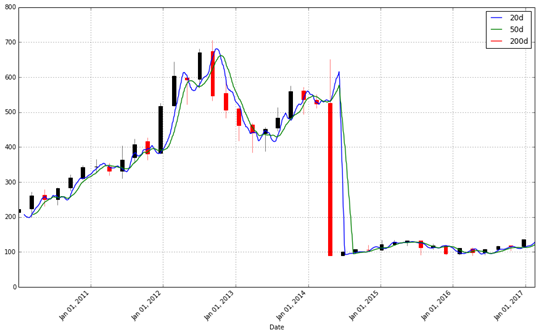 800
20d
50d
200d
700
600
500
400
300
200
100
0
Jan 01, 2011
Jan 01, 2012
Jan 01, 2013
Jan 01, 2014
Jan 01, 2015
Jan 01, 2016
Jan 01, 2017
Date